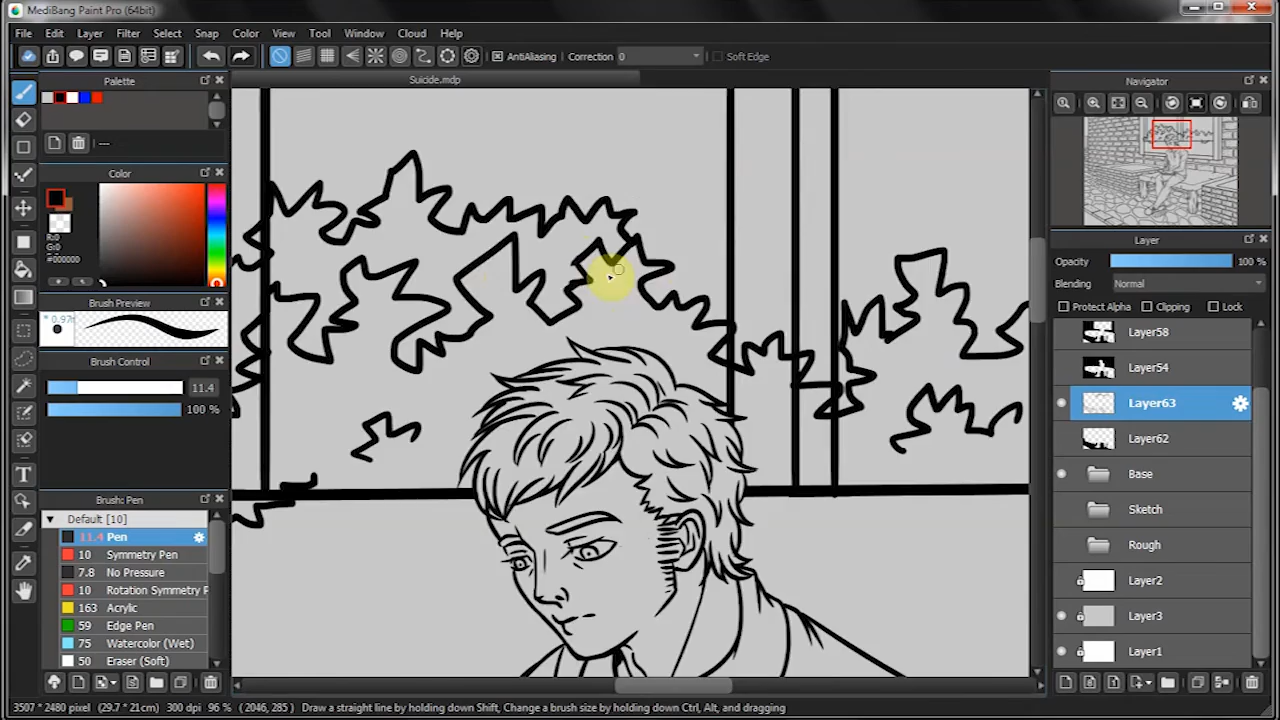 MediBang Paint Pro (64bit)
File Edit Layer Filter Select Snap Color View Tool Window Cloud Help
AntiAliasing Correction 0 Soft Edge
Palette
Suicide.mdp
Navigator
---
Color
R:0
G:0
B:0
#000000
Layer
Opacity 100 %
Blending Normal
Protect Alpha Clipping Lock
Brush Preview
Layer58
Brush Control
Layer54
11.4
Layer63
100 %
Layer62
Base
Brush: Pen
Sketch
Default [10]
11.4 Pen
Rough
10 Symmetry Pen
7.8 No Pressure
Layer2
10 Rotation Symmetry P
163 Acrylic
Layer3
59 Edge Pen
75 Watercolor (Wet)
Layer1
50 Eraser (Soft)
3507 * 2480 pixel (29.7 * 21cm) 300 dpi 96 % (2046, 285) Draw a straight line by holding down Shift, Change a brush size by holding down Ctrl, Alt, and dragging